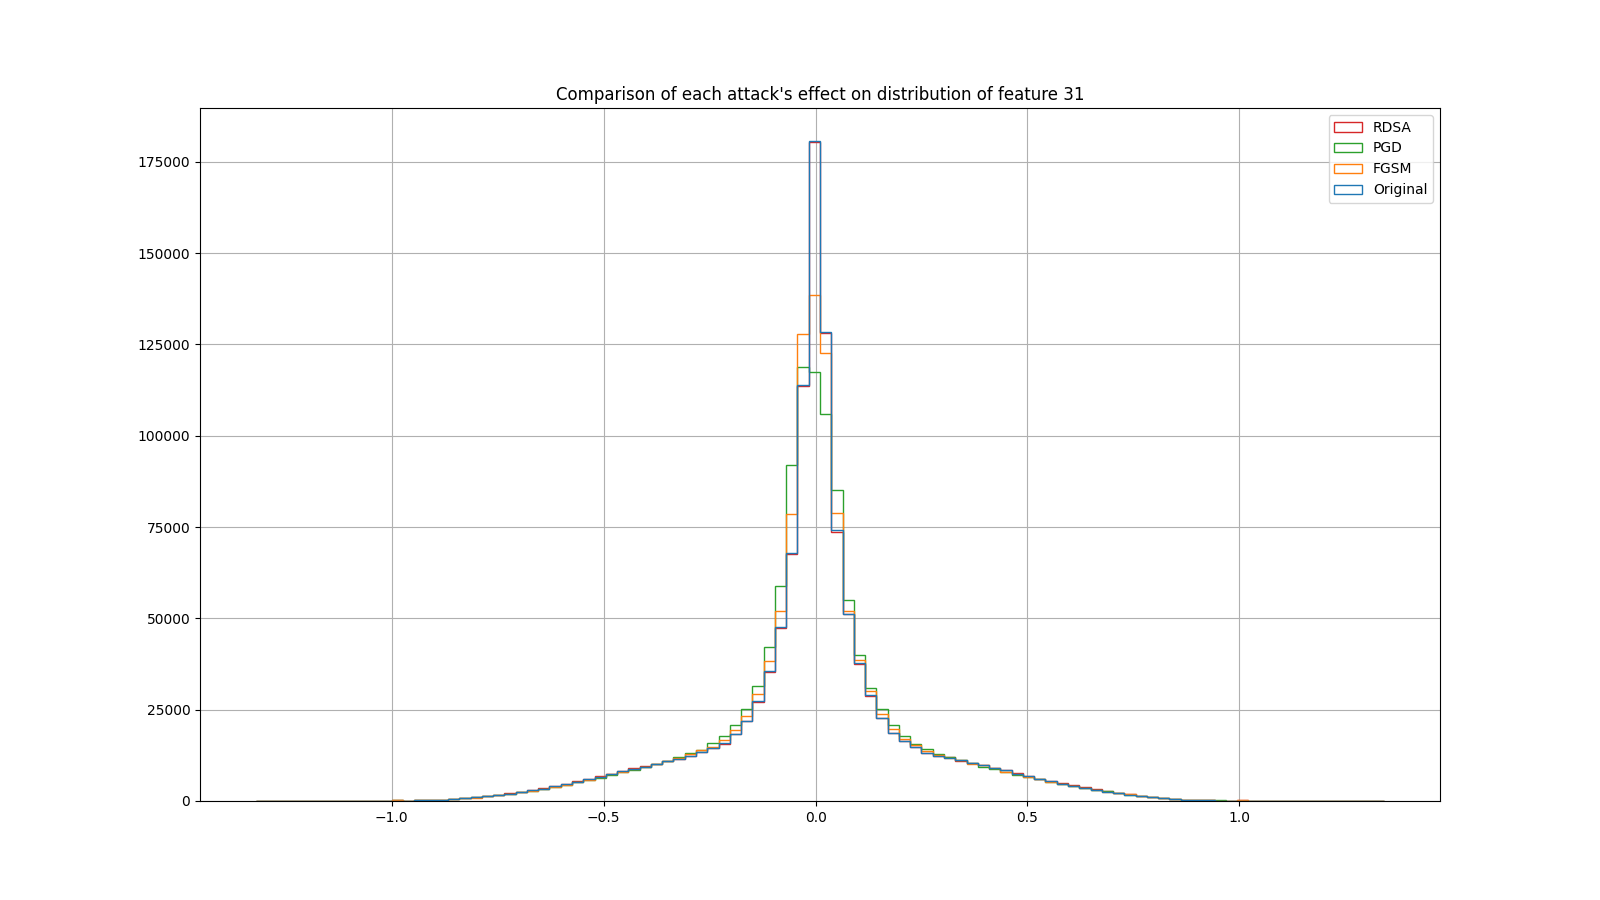 Comparison of each attack's effect on distribution of feature 31
RDSA
PGD
FGSM
Original
175000
150000
125000
100000
75000
50000
25000
0
−1.0
−0.5
0.0
0.5
1.0